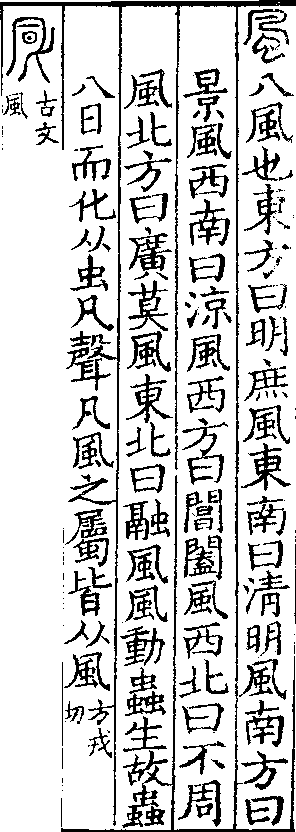 風八風也東方曰明庶風東南曰清明風南方曰
景風西南曰涼風西方曰閶闔風西北曰不周
風北方曰廣莫風東北曰融風風動蟲生故蟲
八日而化从虫凡聲凡風之屬皆从風方戎切
𠙊古文風